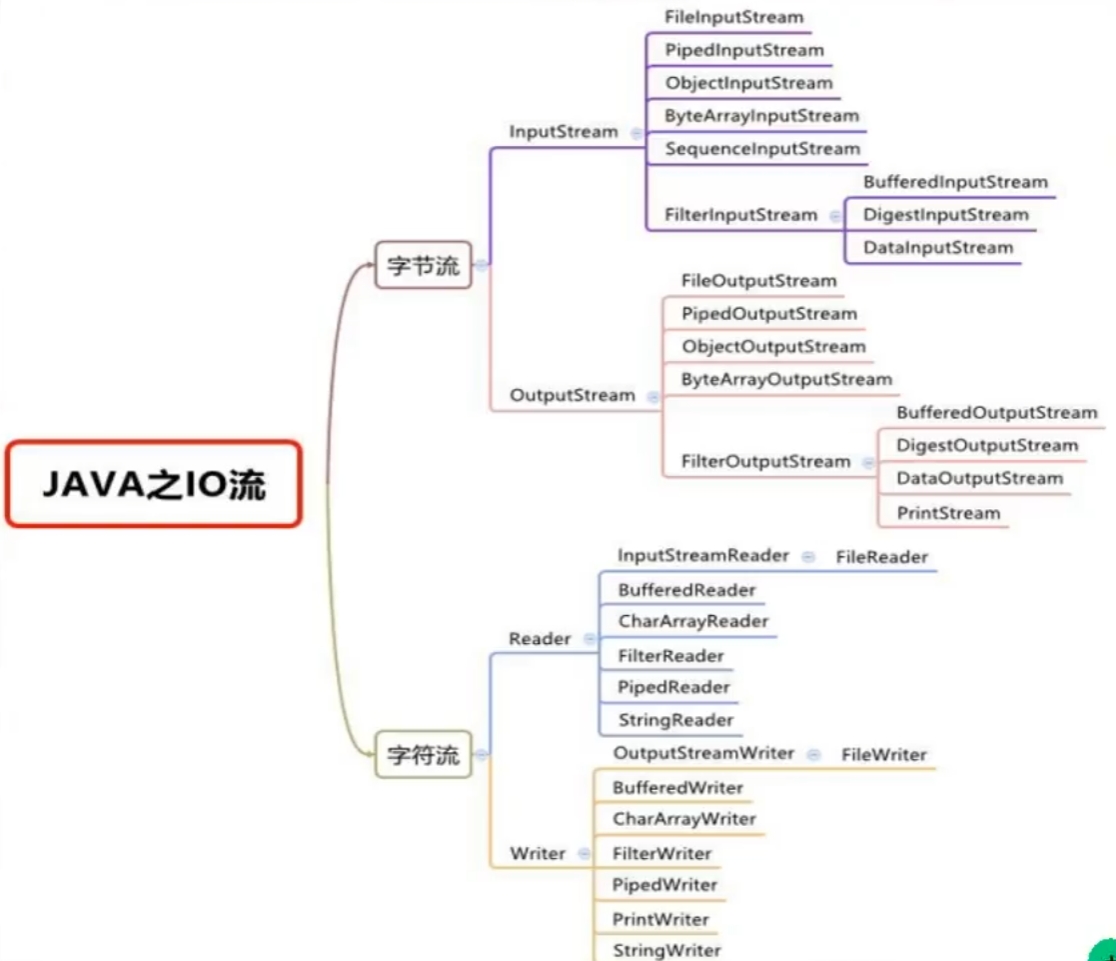 JAVA之IO流
字节流
InputStream
FileInputStream
PipedInputStream
ObjectInputStream
ByteArrayInputStream
SequenceInputStream
FilterInputStream
BufferedInputStream
DigestInputStream
DataInputStream
OutputStream
FileOutputStream
PipedOutputStream
ObjectOutputStream
ByteArrayOutputStream
FilterOutputStream
BufferedOutputStream
DigestOutputStream
DataOutputStream
PrintStream
字符流
Reader
InputStreamReader
FileReader
BufferedReader
CharArrayReader
FilterReader
PipedReader
StringReader
Writer
OutputStreamWriter
FileWriter
BufferedWriter
CharArrayWriter
FilterWriter
PipedWriter
PrintWriter
StringWriter